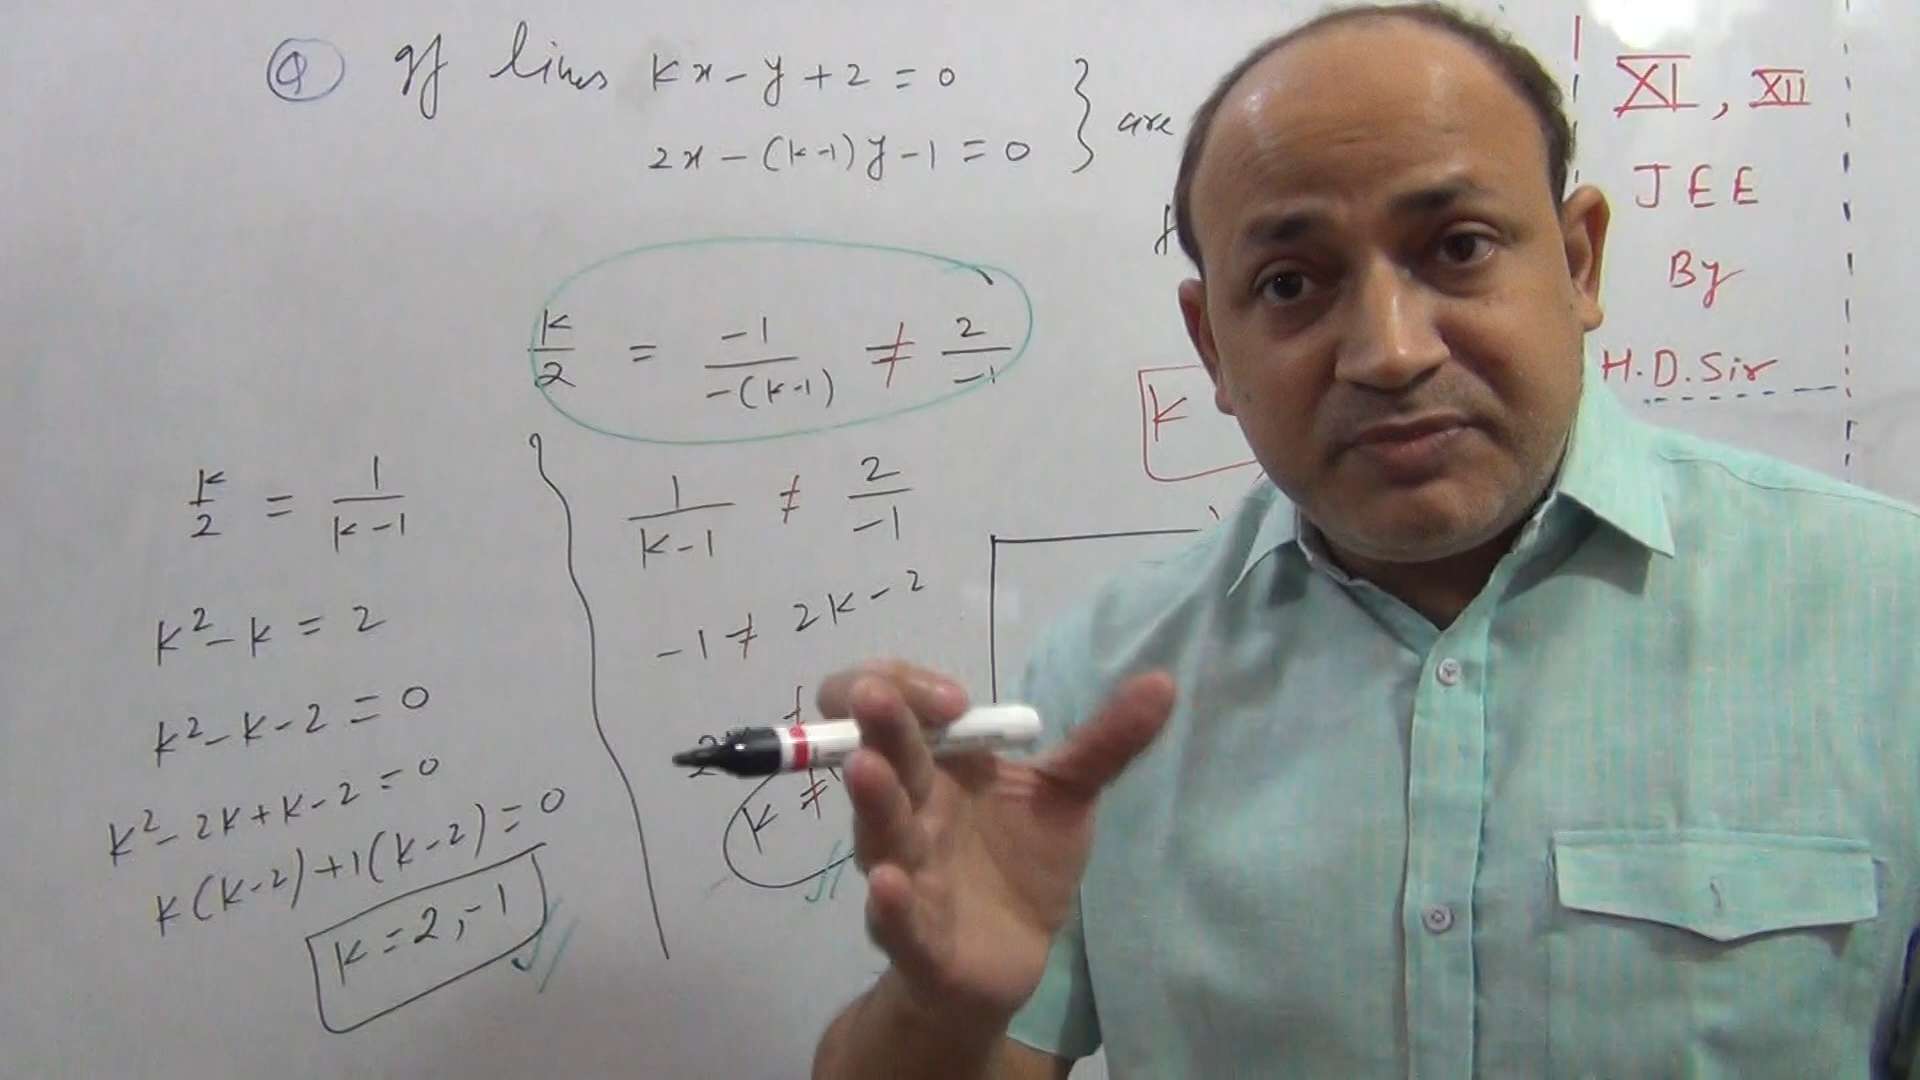 Q If lines kx - y + 2 = 0
2x - (k-1)y - 1 = 0 } are
k/2 = -1/-(k-1) ≠ 2/-1
k/2 = 1/k-1
k² - k = 2
k² - k - 2 = 0
k² - 2k + k - 2 = 0
k(k-2) + 1(k-2) = 0
k = 2, -1
1/k-1 ≠ 2/-1
-1 ≠ 2k - 2
k ≠
K
XI, XII
JEE
By
H.D. Sir